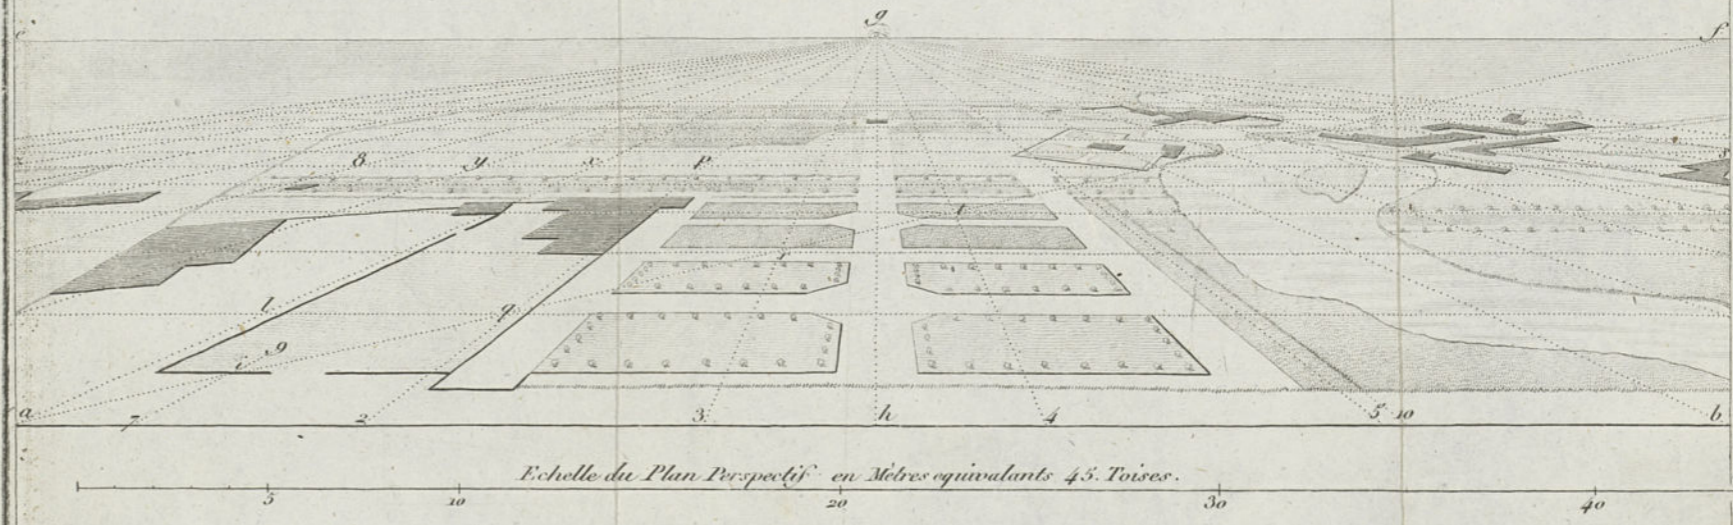 g
c f
8 y x p
t
l q
i 9
a 7 2 3. h 4 5 10 b
Echelle du Plan Perspectif en Mètres equivalants 45. Toises.
5 10 20 30 40